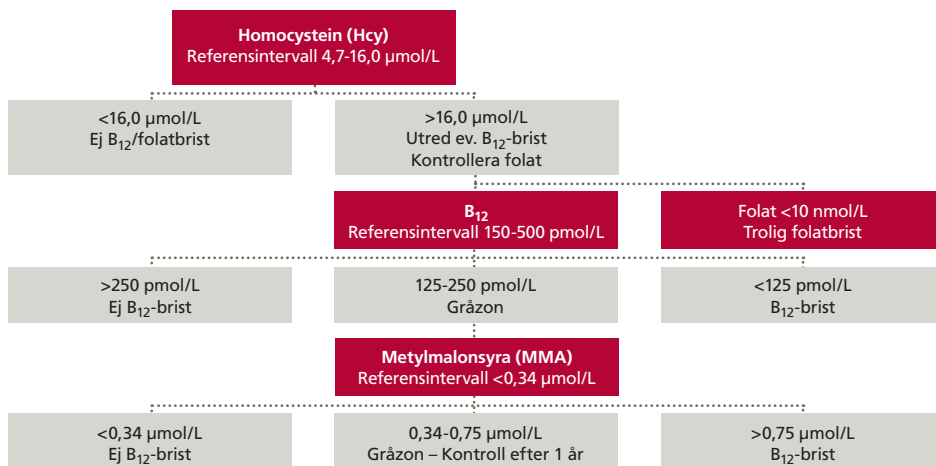 Homocystein (Hcy)
Referensintervall 4,7-16,0 µmol/L
<16,0 µmol/L
Ej B₁₂/folatbrist
>16,0 µmol/L
Utred ev. B₁₂-brist
Kontrollera folat
B₁₂
Referensintervall 150-500 pmol/L
Folat <10 nmol/L
Trolig folatbrist
>250 pmol/L
Ej B₁₂-brist
125-250 pmol/L
Gråzon
<125 pmol/L
B₁₂-brist
Metylmalonsyra (MMA)
Referensintervall <0,34 µmol/L
<0,34 µmol/L
Ej B₁₂-brist
0,34-0,75 µmol/L
Gråzon – Kontroll efter 1 år
>0,75 µmol/L
B₁₂-brist